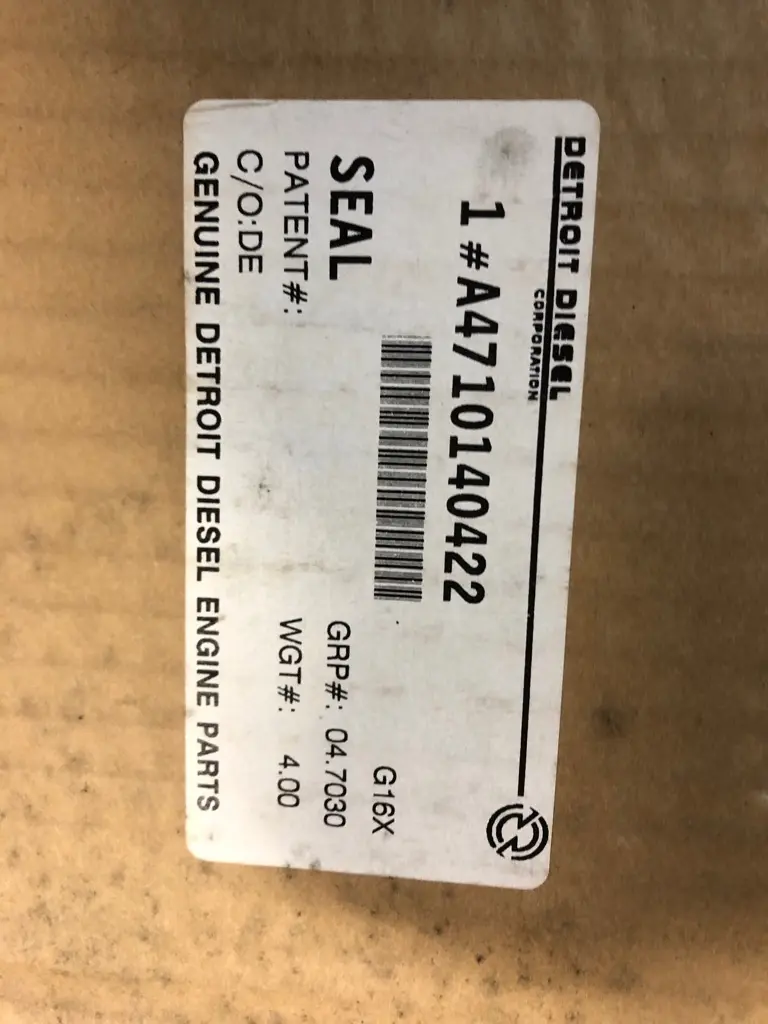 DETROIT DIESEL
CORPORATION
1 #A4710140422
G16X
SEAL
GRP#: 04.7030
PATENT#:
WGT#: 4.00
C/O:DE
GENUINE DETROIT DIESEL ENGINE PARTS